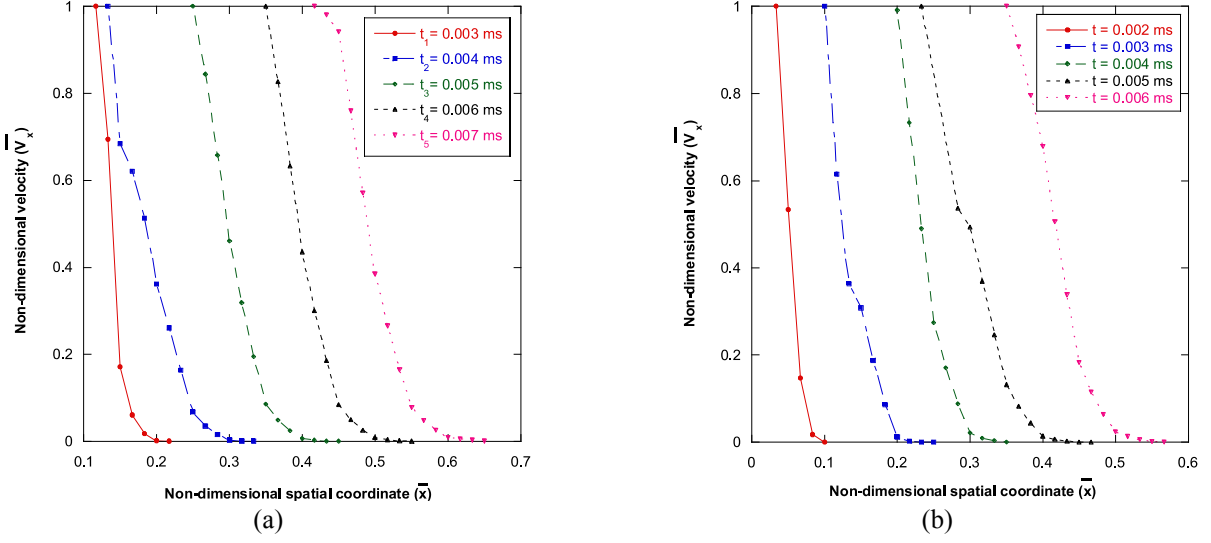 1
0.8
0.6
0.4
0.2
0
0.1 0.2 0.3 0.4 0.5 0.6 0.7
Non-dimensional velocity (V̅_x)
Non-dimensional spatial coordinate (x̅)
t₁ = 0.003 ms
t₂ = 0.004 ms
t₃ = 0.005 ms
t₄ = 0.006 ms
t₅ = 0.007 ms
(a)
1
0.8
0.6
0.4
0.2
0
0 0.1 0.2 0.3 0.4 0.5 0.6
Non-dimensional velocity (V̅_x)
Non-dimensional spatial coordinate (x̅)
t = 0.002 ms
t = 0.003 ms
t = 0.004 ms
t = 0.005 ms
t = 0.006 ms
(b)